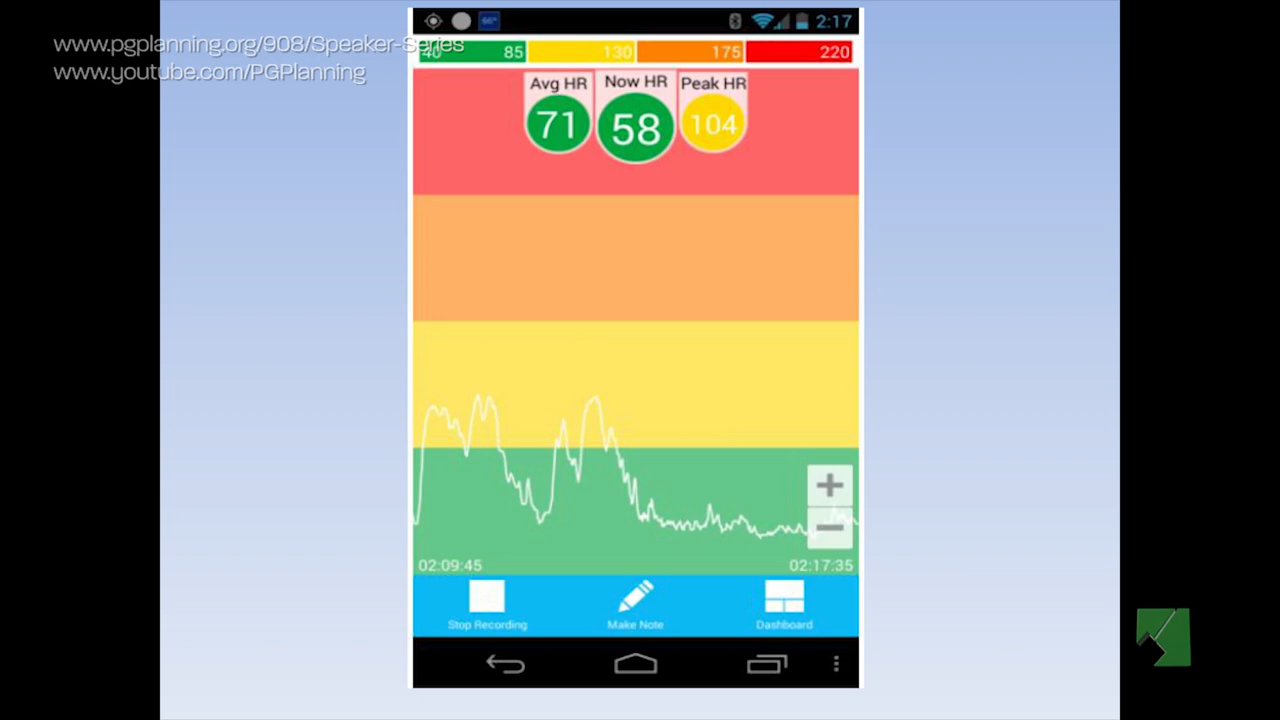 www.pgplanning.org/908/Speaker-Series
www.youtube.com/PGPlanning
66°
2:17
40 85 130 175 220
Avg HR Now HR Peak HR
71 58 104
02:09:45 02:17:35
Stop Recording Make Note Dashboard